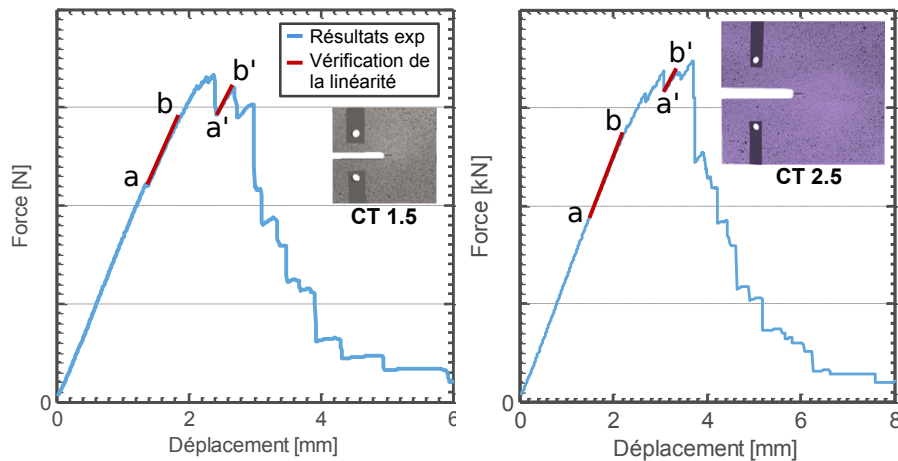 Résultats exp
Vérification de
la linéarité
b
b'
a'
a
CT 1.5
Force [N]
0
0
2
4
6
Déplacement [mm]
b'
a'
b
a
CT 2.5
Force [kN]
0
0
2
4
6
8
Déplacement [mm]